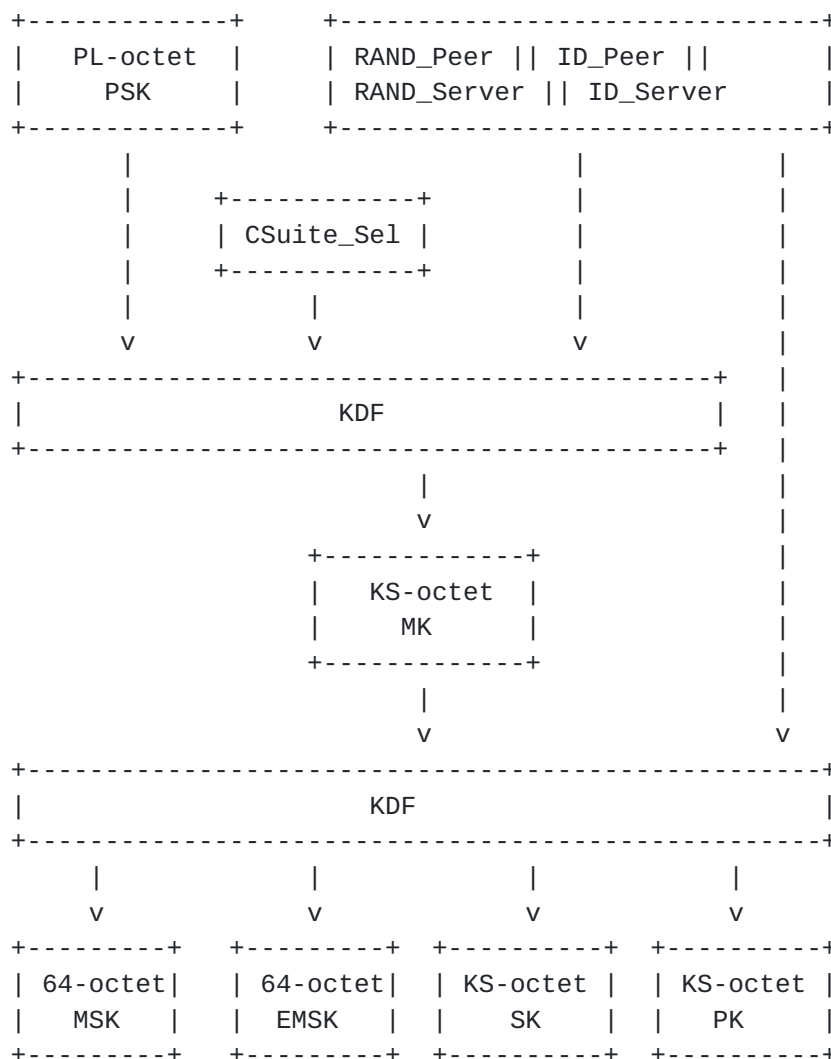 +-------------+     +-------------------------------+
|   PL-octet  |     | RAND_Peer || ID_Peer ||       |
|     PSK     |     | RAND_Server || ID_Server      |
+-------------+     +-------------------------------+
       |                            |            |
       |     +------------+         |            |
       |     | CSuite_Sel |         |            |
       |     +------------+         |            |
       |           |                |            |
       v           v                v            |
+--------------------------------------------+   |
|                    KDF                     |   |
+--------------------------------------------+   |
                          |                      |
                          v                      |
                   +-------------+               |
                   |   KS-octet  |               |
                   |     MK      |               |
                   +-------------+               |
                          |                      |
                          v                      v
+---------------------------------------------------+
|                      KDF                          |
+---------------------------------------------------+
     |             |             |            |
     v             v             v            v
+---------+   +---------+  +----------+  +----------+
| 64-octet|   | 64-octet|  | KS-octet |  | KS-octet |
|   MSK   |   |  EMSK   |  |    SK    |  |   PK     |
+---------+   +---------+  +----------+  +----------+